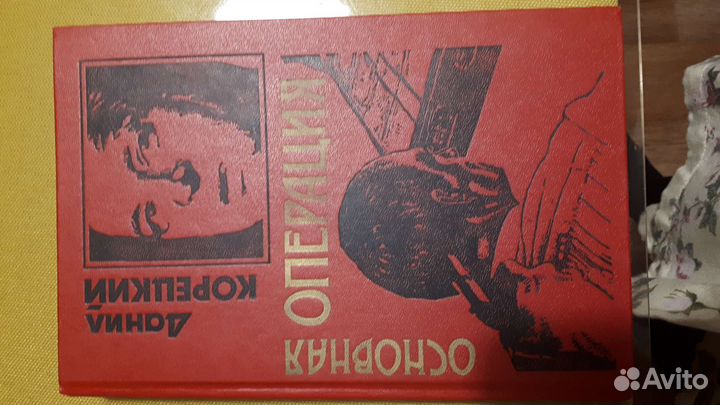 Данил
КОРЕЦКИЙ
ОПЕРАЦИЯ
ОСНОВНАЯ
Avito